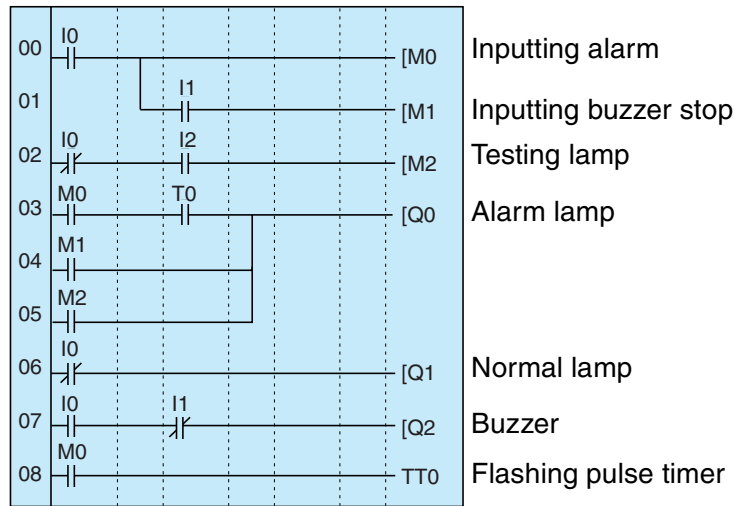 I0
00 [M0 Inputting alarm
I1
01 [M1 Inputting buzzer stop
I0 I2
02 [M2 Testing lamp
M0 T0
03 [Q0 Alarm lamp
M1
04
M2
05
I0
06 [Q1 Normal lamp
I0 I1
07 [Q2 Buzzer
M0
08 TT0 Flashing pulse timer